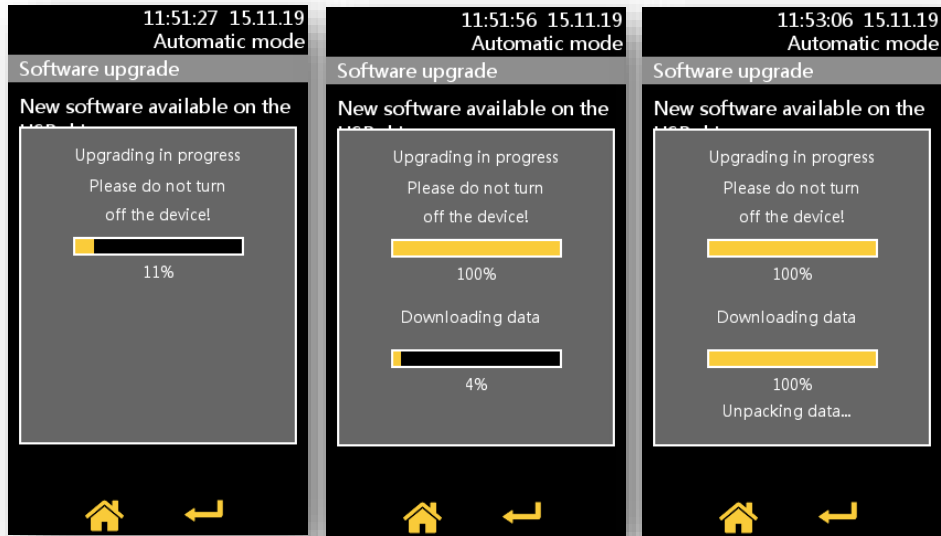 11:51:27 15.11.19
Automatic mode
Software upgrade
New software available on the
Upgrading in progress
Please do not turn
off the device!
11%
11:51:56 15.11.19
Automatic mode
Software upgrade
New software available on the
Upgrading in progress
Please do not turn
off the device!
100%
Downloading data
4%
11:53:06 15.11.19
Automatic mode
Software upgrade
New software available on the
Upgrading in progress
Please do not turn
off the device!
100%
Downloading data
100%
Unpacking data...